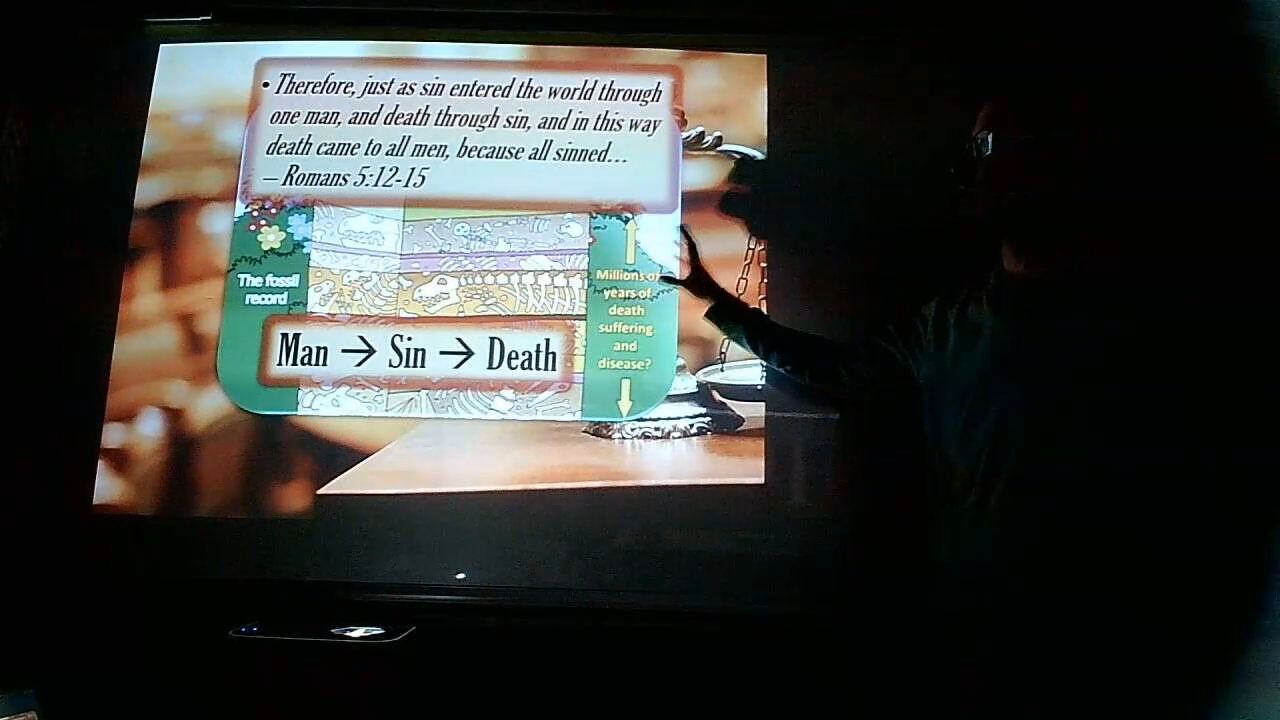 • Therefore, just as sin entered the world through
one man, and death through sin, and in this way
death came to all men, because all sinned...
– Romans 5:12-15
The fossil
record
Millions of
years of
death
suffering
and
disease?
Man → Sin → Death